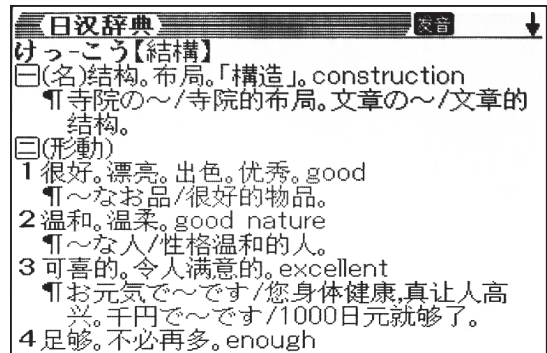 日汉辞典 发音
けっ-こう【結構】
㊀(名)结构。布局。「構造」。construction
¶寺院の～/寺院的布局。文章の～/文章的
结构。
㊁(形動)
1 很好。漂亮。出色。优秀。good
¶～なお品/很好的物品。
2 温和。温柔。good nature
¶～な人/性格温和的人。
3 可喜的。令人满意的。excellent
¶お元気で～です/您身体健康,真让人高
兴。千円で～です/1000日元就够了。
4 足够。不必再多。enough